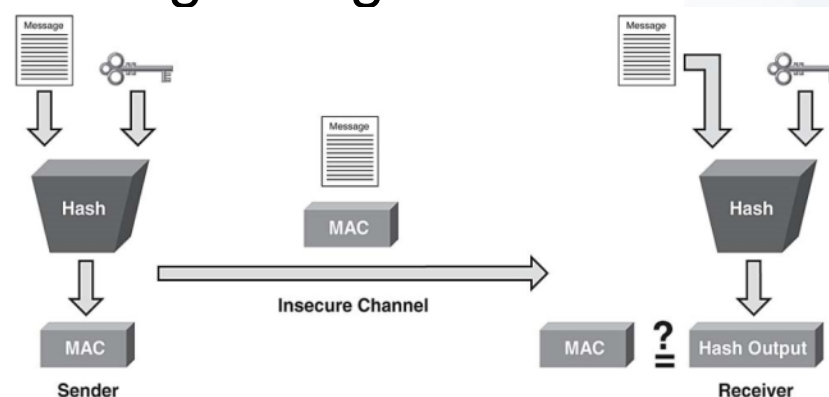 Message
Message
Message
Hash
MAC
Hash
Insecure Channel
MAC
MAC
?
=
Hash Output
Sender
Receiver